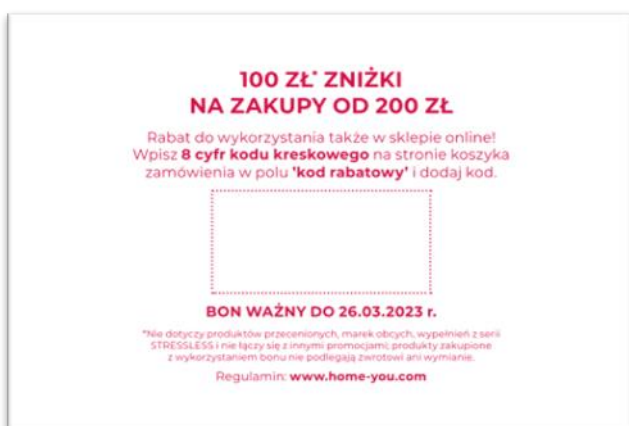 100 ZŁ* ZNIŻKI
NA ZAKUPY OD 200 ZŁ
Rabat do wykorzystania także w sklepie online!
Wpisz 8 cyfr kodu kreskowego na stronie koszyka
zamówienia w polu 'kod rabatowy' i dodaj kod.
BON WAŻNY DO 26.03.2023 r.
*Nie dotyczy produktów przecenionych, marek obcych, wypełnień z serii
STRESSLESS i nie łączy się z innymi promocjami; produkty zakupione
z wykorzystaniem bonu nie podlegają zwrotowi ani wymianie.
Regulamin: www.home-you.com